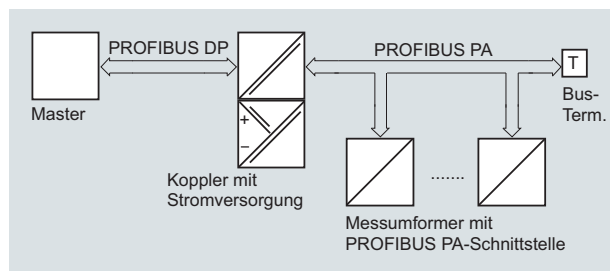 PROFIBUS DP
PROFIBUS PA
T
Master
Bus-
Term.
+
–
Koppler mit
Stromversorgung
.......
Messumformer mit
PROFIBUS PA-Schnittstelle